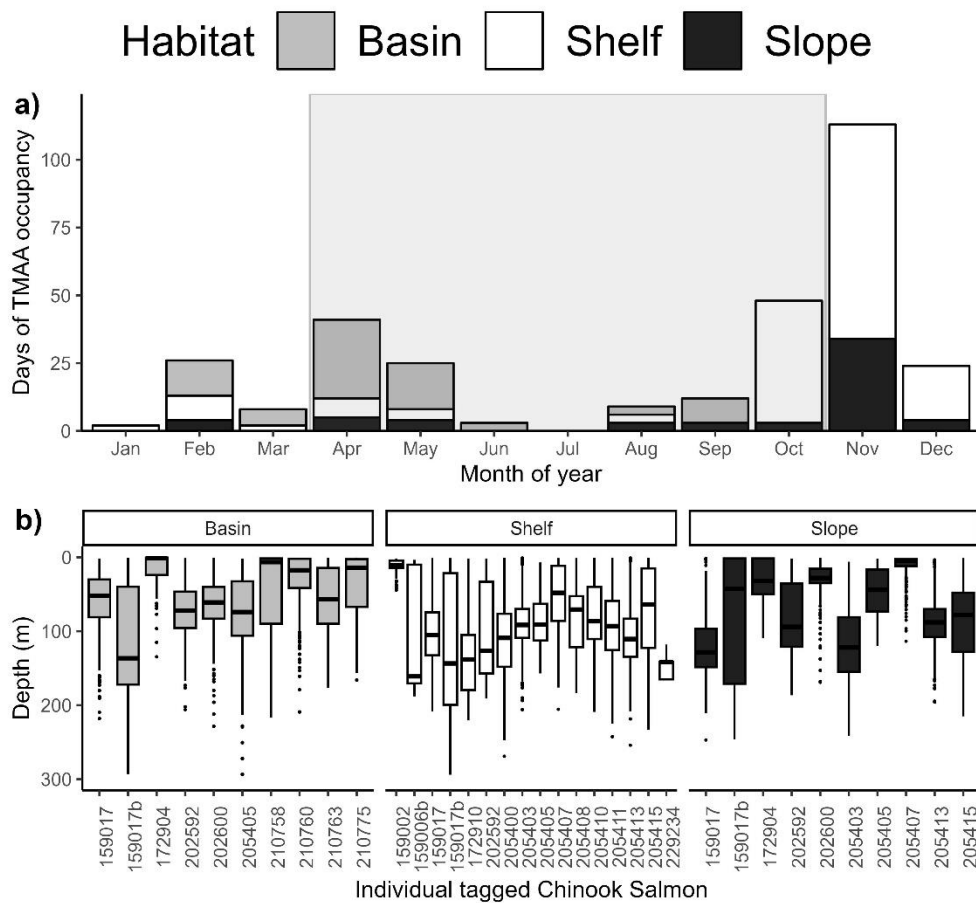 Habitat Basin Shelf Slope
a)
Days of TMAA occupancy
100
75
50
25
0
Jan Feb Mar Apr May Jun Jul Aug Sep Oct Nov Dec
Month of year
b)
Basin Shelf Slope
Depth (m)
0
100
200
300
159017 159017b 172904 202592 202600 205405 210758 210760 210763 210775
159002 159006b 159017 159017b 172910 202592 205400 205403 205405 205407 205408 205410 205411 205413 205415 229234
159017 159017b 172904 202592 202600 205403 205405 205407 205413 205415
Individual tagged Chinook Salmon